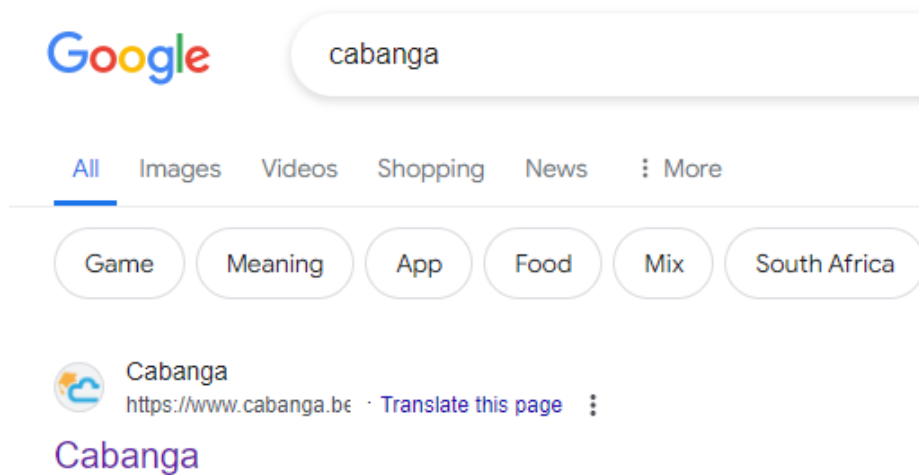 Google cabanga
All Images Videos Shopping News More
Game Meaning App Food Mix South Africa
Cabanga
https://www.cabanga.be · Translate this page
Cabanga